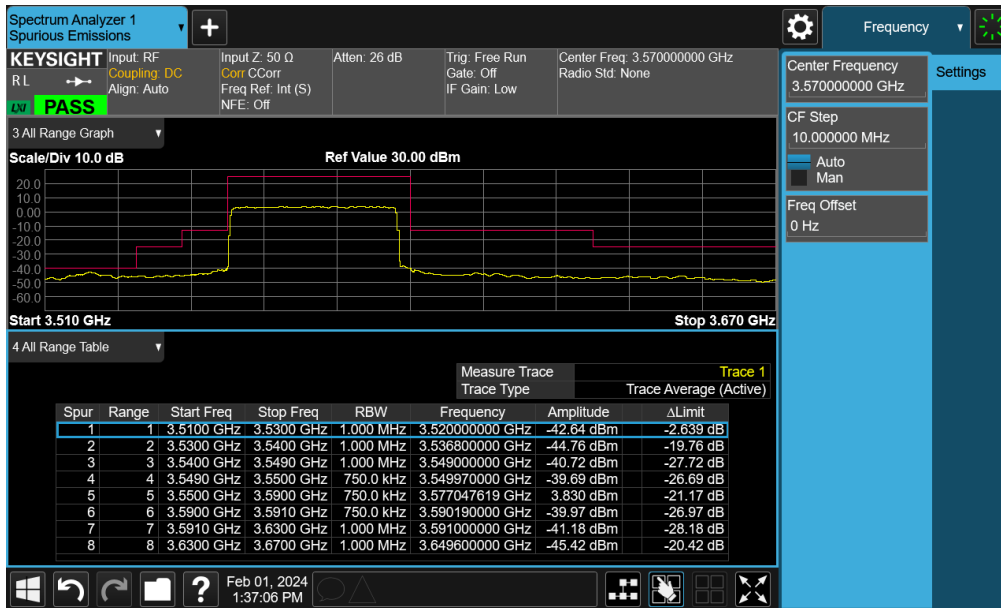 Spectrum Analyzer 1
Spurious Emissions
+
Frequency
KEYSIGHT
R L
LXI
PASS
Input: RF
Coupling: DC
Align: Auto
Input Z: 50 Ω
Corr CCorr
Freq Ref: Int (S)
NFE: Off
Atten: 26 dB
Trig: Free Run
Gate: Off
IF Gain: Low
Center Freq: 3.570000000 GHz
Radio Std: None
Center Frequency
3.570000000 GHz
Settings
CF Step
10.000000 MHz
Auto
Man
Freq Offset
0 Hz
3 All Range Graph
Scale/Div 10.0 dB
Ref Value 30.00 dBm
20.0
10.0
0.00
-10.0
-20.0
-30.0
-40.0
-50.0
-60.0
Start 3.510 GHz
Stop 3.670 GHz
4 All Range Table
Measure Trace Trace 1
Trace Type Trace Average (Active)
Spur Range Start Freq Stop Freq RBW Frequency Amplitude ΔLimit
1 1 3.5100 GHz 3.5300 GHz 1.000 MHz 3.520000000 GHz -42.64 dBm -2.639 dB
2 2 3.5300 GHz 3.5400 GHz 1.000 MHz 3.536800000 GHz -44.76 dBm -19.76 dB
3 3 3.5400 GHz 3.5490 GHz 1.000 MHz 3.549000000 GHz -40.72 dBm -27.72 dB
4 4 3.5490 GHz 3.5500 GHz 750.0 kHz 3.549970000 GHz -39.69 dBm -26.69 dB
5 5 3.5500 GHz 3.5900 GHz 750.0 kHz 3.577047619 GHz 3.830 dBm -21.17 dB
6 6 3.5900 GHz 3.5910 GHz 750.0 kHz 3.590190000 GHz -39.97 dBm -26.97 dB
7 7 3.5910 GHz 3.6300 GHz 1.000 MHz 3.591000000 GHz -41.18 dBm -28.18 dB
8 8 3.6300 GHz 3.6700 GHz 1.000 MHz 3.649600000 GHz -45.42 dBm -20.42 dB
?
Feb 01, 2024
1:37:06 PM